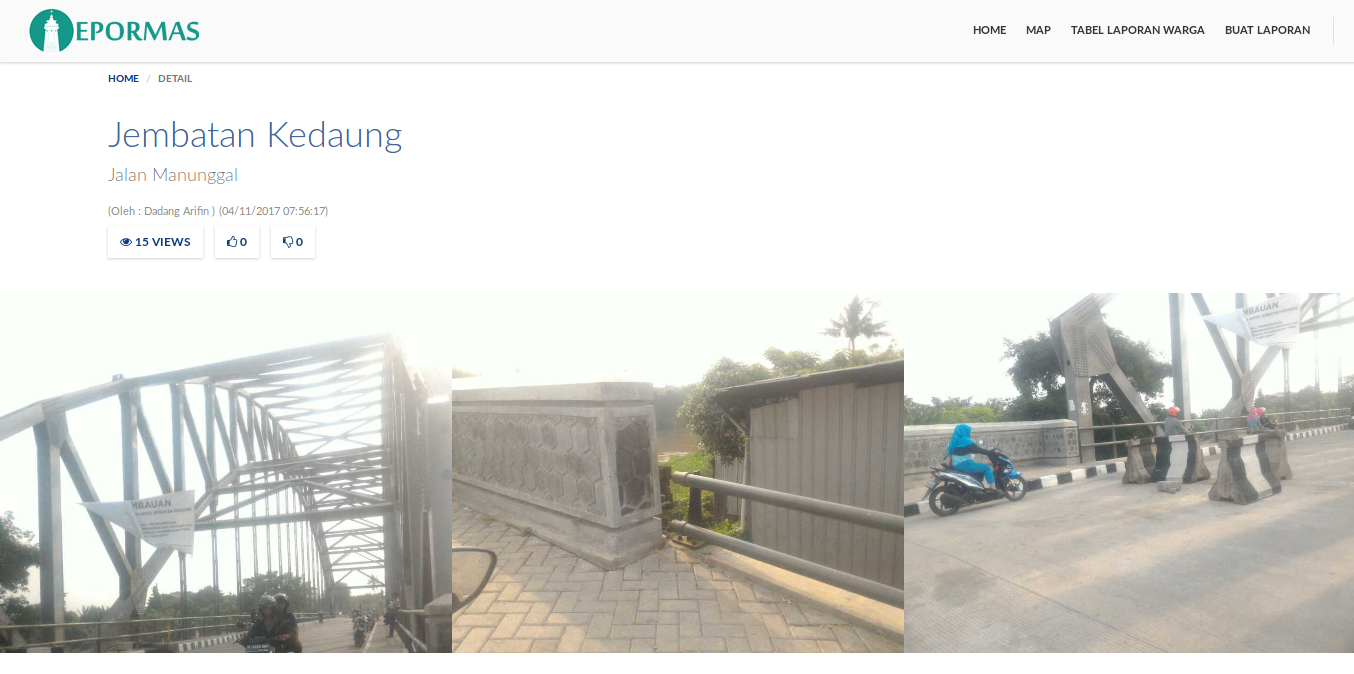 EPORMAS
HOME MAP TABEL LAPORAN WARGA BUAT LAPORAN
HOME / DETAIL
Jembatan Kedaung
Jalan Manunggal
(Oleh : Dadang Arifin ) (04/11/2017 07:56:17)
15 VIEWS 0 0
MBAUAN
MBAUAN